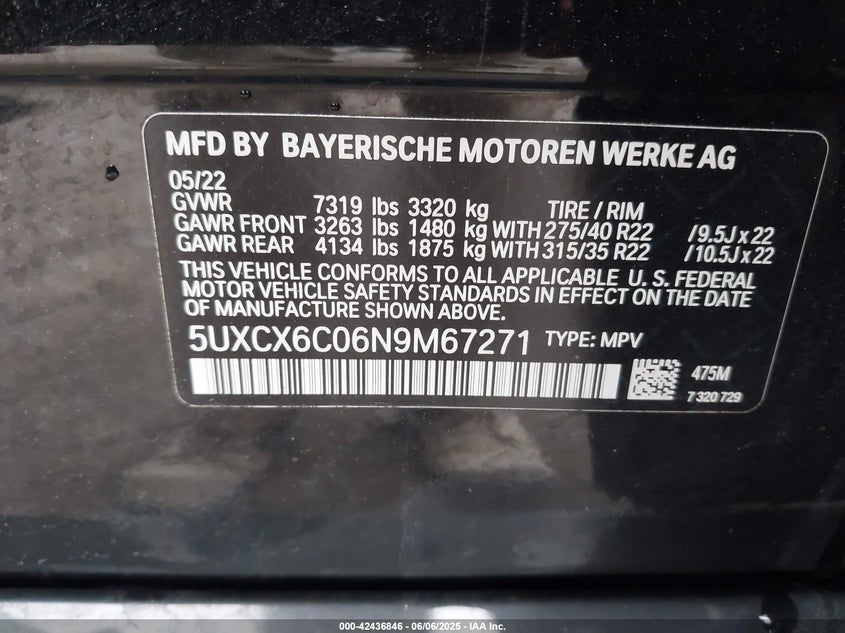 MFD BY BAYERISCHE MOTOREN WERKE AG
05/22
GVWR 7319 lbs 3320 kg TIRE / RIM
GAWR FRONT 3263 lbs 1480 kg WITH 275/40 R22 /9.5J x 22
GAWR REAR 4134 lbs 1875 kg WITH 315/35 R22 /10.5J x 22
THIS VEHICLE CONFORMS TO ALL APPLICABLE U. S. FEDERAL
MOTOR VEHICLE SAFETY STANDARDS IN EFFECT ON THE DATE
OF MANUFACTURE SHOWN ABOVE.
5UXCX6C06N9M67271 TYPE: MPV
475M
7 320 729
000-42436846 - 06/06/2025 - IAA Inc.